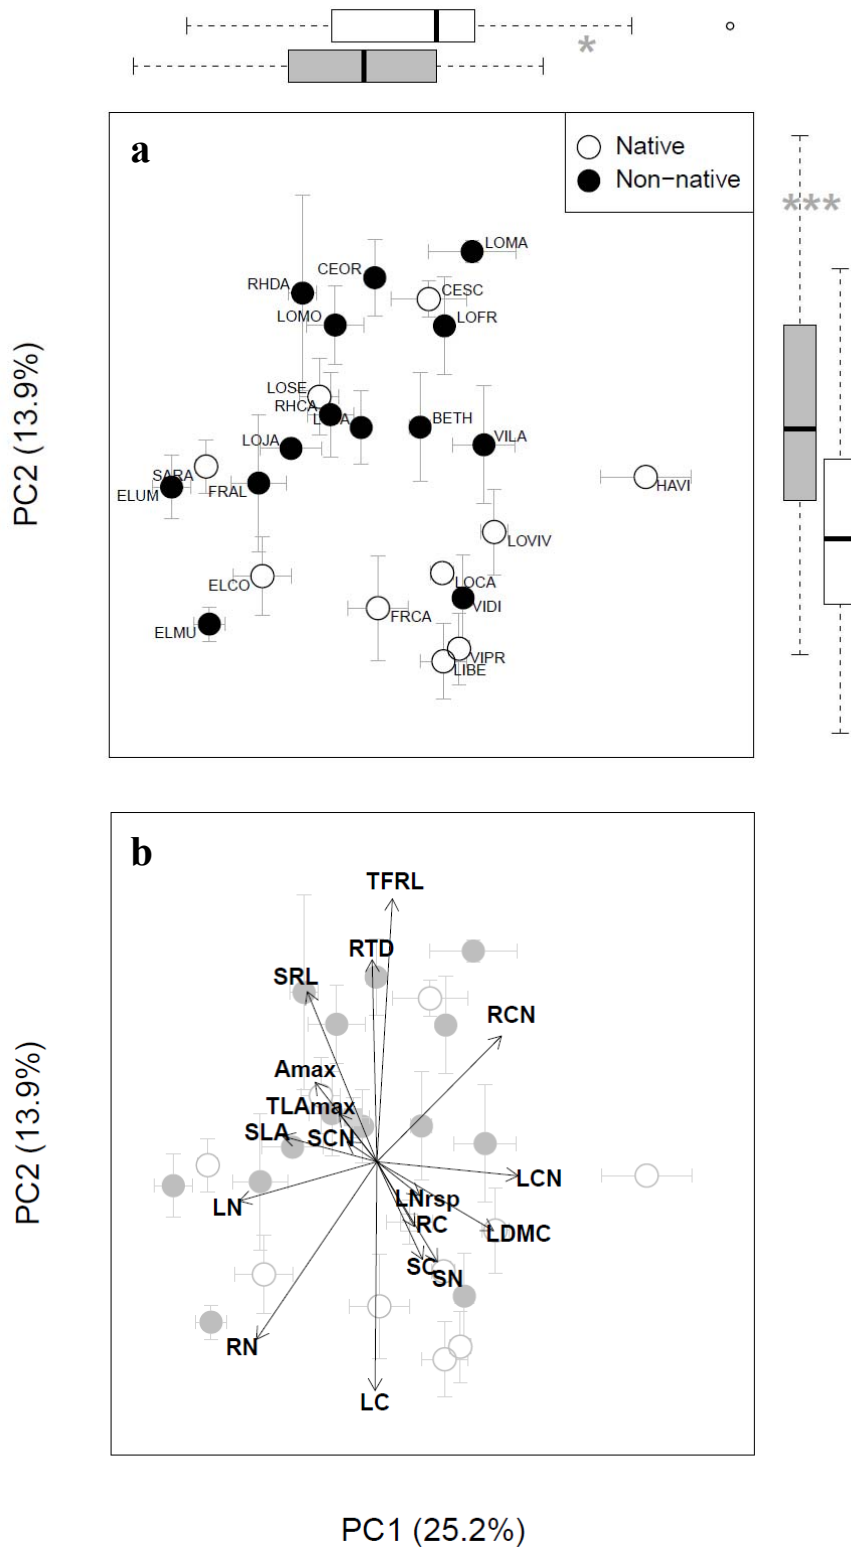 *
a
Native
Non−native
***
LOMA
CEOR
RHDA
CESC
LOMO
LOFR
LOSE
RHCA
BETH
VILA
LOJA
SARA
HAVI
ELUM
FRAL
LOVIV
LOCA
ELCO
VIDI
FRCA
ELMU
VIPR
LIBE
PC2 (13.9%)
b
TFRL
RTD
SRL
RCN
Amax
TLAmax
SLA
SCN
LCN
LNrsp
LN
RC
LDMC
SC
SN
RN
LC
PC2 (13.9%)
PC1 (25.2%)